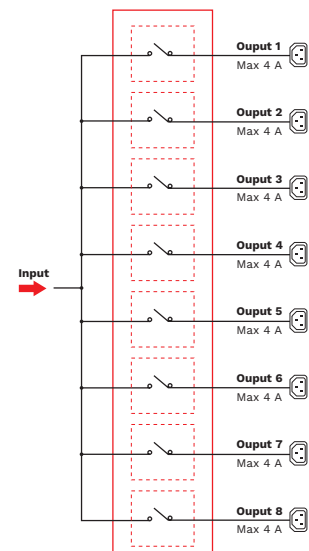 Ouput 1
Max 4 A
Ouput 2
Max 4 A
Ouput 3
Max 4 A
Ouput 4
Max 4 A
Input
Ouput 5
Max 4 A
Ouput 6
Max 4 A
Ouput 7
Max 4 A
Ouput 8
Max 4 A